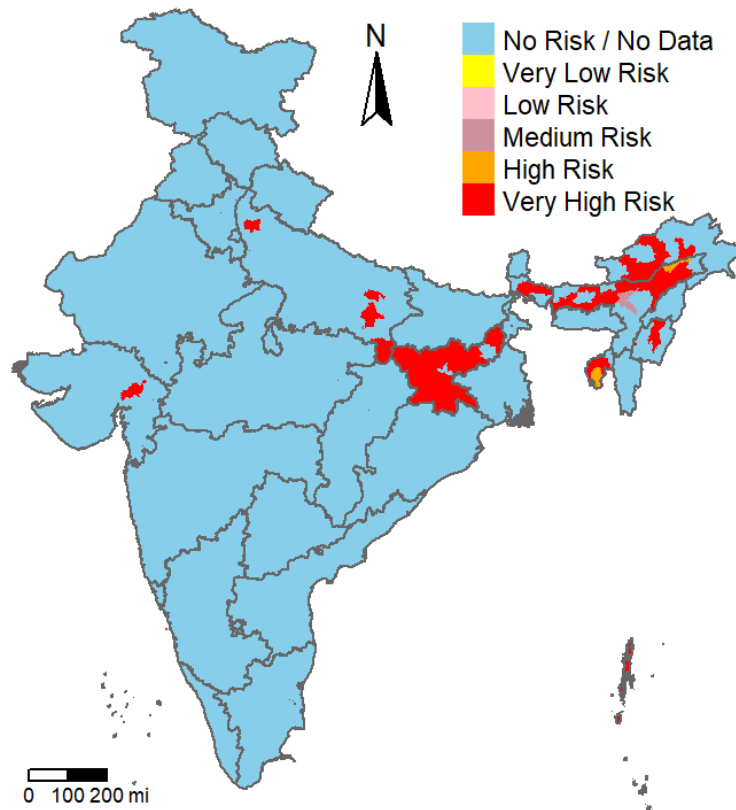 N
No Risk / No Data
Very Low Risk
Low Risk
Medium Risk
High Risk
Very High Risk
0 100 200 mi